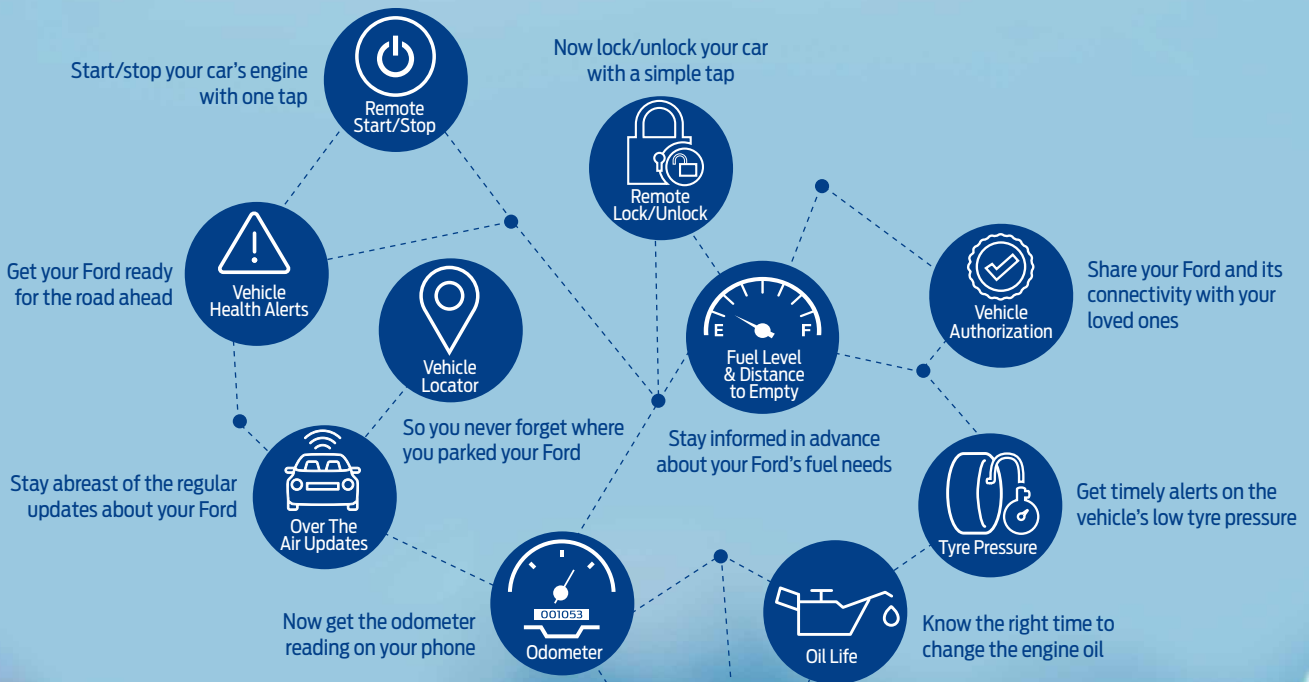 Start/stop your car's engine
with one tap
Remote
Start/Stop
Now lock/unlock your car
with a simple tap
Remote
Lock/Unlock
Get your Ford ready
for the road ahead
Vehicle
Health Alerts
Vehicle
Locator
So you never forget where
you parked your Ford
E F
Fuel Level
& Distance
to Empty
Stay informed in advance
about your Ford's fuel needs
Vehicle
Authorization
Share your Ford and its
connectivity with your
loved ones
Stay abreast of the regular
updates about your Ford
Over The
Air Updates
Tyre Pressure
Get timely alerts on the
vehicle's low tyre pressure
Now get the odometer
reading on your phone
001053
Odometer
Oil Life
Know the right time to
change the engine oil